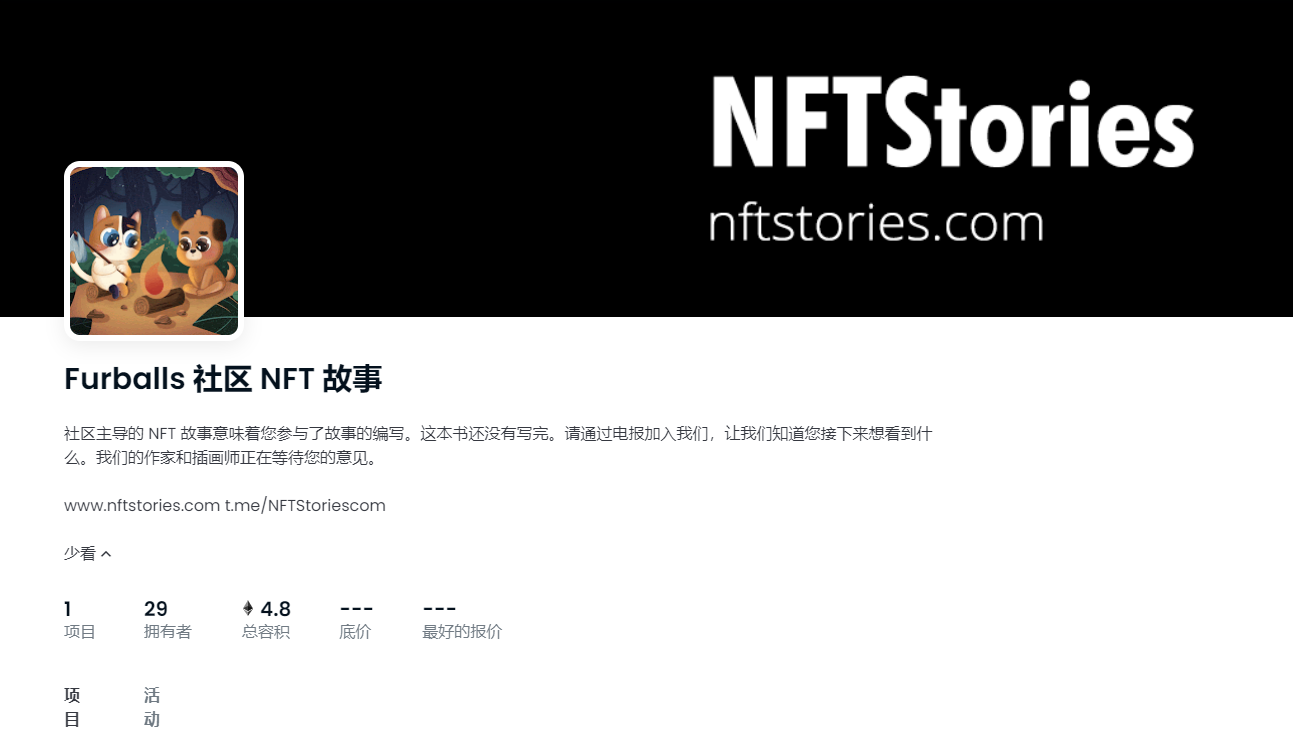 NFTStories
nftstories.com
Furballs 社区 NFT 故事
社区主导的 NFT 故事意味着您参与了故事的编写。这本书还没有写完。请通过电报加入我们，让我们知道您接下来想看到什
么。我们的作家和插画师正在等待您的意见。
www.nftstories.com t.me/NFTStoriescom
少看
1 29 4.8 --- ---
项目 拥有者 总容积 底价 最好的报价
项 活
目 动